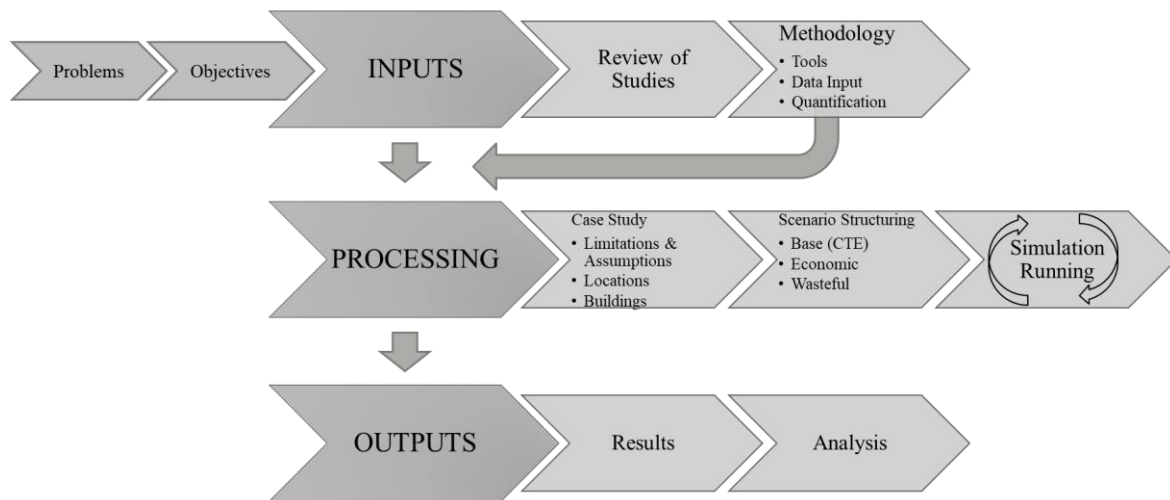 Problems
Objectives
INPUTS
Review of
Studies
Methodology
• Tools
• Data Input
• Quantification
PROCESSING
Case Study
• Limitations &
Assumptions
• Locations
• Buildings
Scenario Structuring
• Base (CTE)
• Economic
• Wasteful
Simulation
Running
OUTPUTS
Results
Analysis